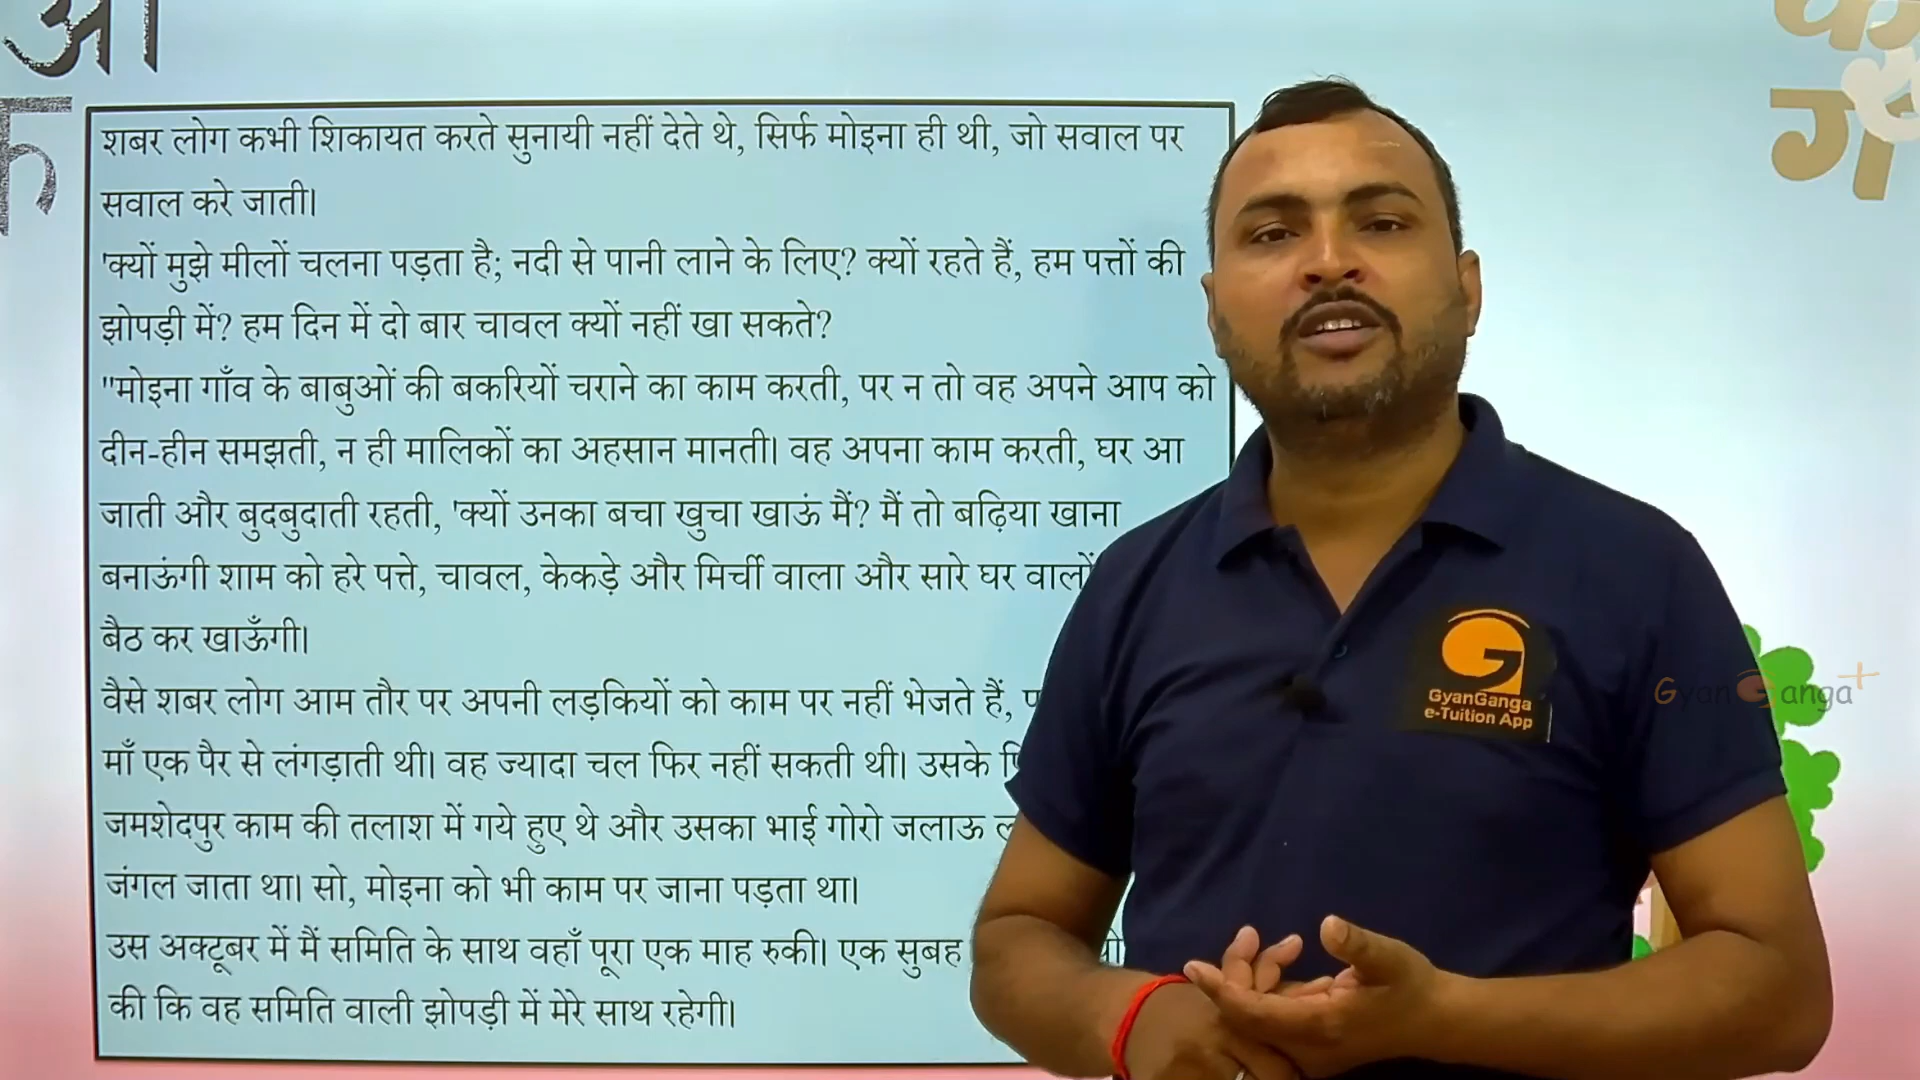 शबर लोग कभी शिकायत करते सुनायी नहीं देते थे, सिर्फ मोइना ही थी, जो सवाल पर
सवाल करे जाती।
'क्यों मुझे मीलों चलना पड़ता है; नदी से पानी लाने के लिए? क्यों रहते हैं, हम पत्तों की
झोपड़ी में? हम दिन में दो बार चावल क्यों नहीं खा सकते?
"मोइना गाँव के बाबुओं की बकरियों चराने का काम करती, पर न तो वह अपने आप को
दीन-हीन समझती, न ही मालिकों का अहसान मानती। वह अपना काम करती, घर आ
जाती और बुदबुदाती रहती, 'क्यों उनका बचा खुचा खाऊं मैं? मैं तो बढ़िया खाना
बनाऊंगी शाम को हरे पत्ते, चावल, केकड़े और मिर्ची वाला और सारे घर वालों
बैठ कर खाऊँगी।
वैसे शबर लोग आम तौर पर अपनी लड़कियों को काम पर नहीं भेजते हैं,
माँ एक पैर से लंगड़ाती थी। वह ज्यादा चल फिर नहीं सकती थी। उसके
जमशेदपुर काम की तलाश में गये हुए थे और उसका भाई गोरो जलाऊ
जंगल जाता था। सो, मोइना को भी काम पर जाना पड़ता था।
उस अक्टूबर में मैं समिति के साथ वहाँ पूरा एक माह रुकी। एक सुबह
की कि वह समिति वाली झोपड़ी में मेरे साथ रहेगी।
GyanGanga
e-Tuition App
GyanGanga+
क
ग